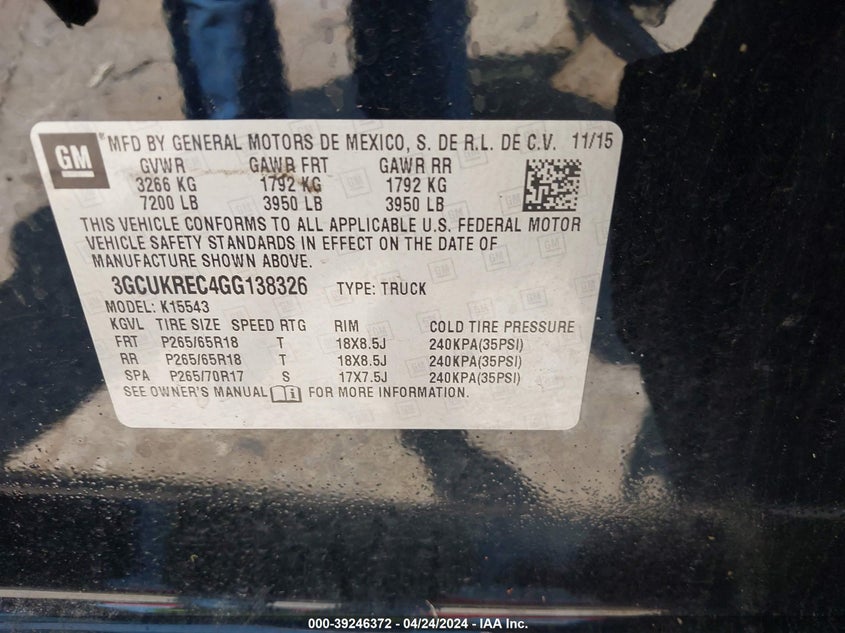 GM
® MFD BY GENERAL MOTORS DE MEXICO, S. DE R.L. DE C.V. 11/15
GVWR GAWR FRT GAWR RR
3266 KG 1792 KG 1792 KG
7200 LB 3950 LB 3950 LB
THIS VEHICLE CONFORMS TO ALL APPLICABLE U.S. FEDERAL MOTOR
VEHICLE SAFETY STANDARDS IN EFFECT ON THE DATE OF
MANUFACTURE SHOWN ABOVE.
3GCUKREC4GG138326 TYPE: TRUCK
MODEL: K15543
KGVL TIRE SIZE SPEED RTG RIM COLD TIRE PRESSURE
FRT P265/65R18 T 18X8.5J 240KPA(35PSI)
RR P265/65R18 T 18X8.5J 240KPA(35PSI)
SPA P265/70R17 S 17X7.5J 240KPA(35PSI)
SEE OWNER'S MANUAL FOR MORE INFORMATION.
000-39246372 - 04/24/2024 - IAA Inc.